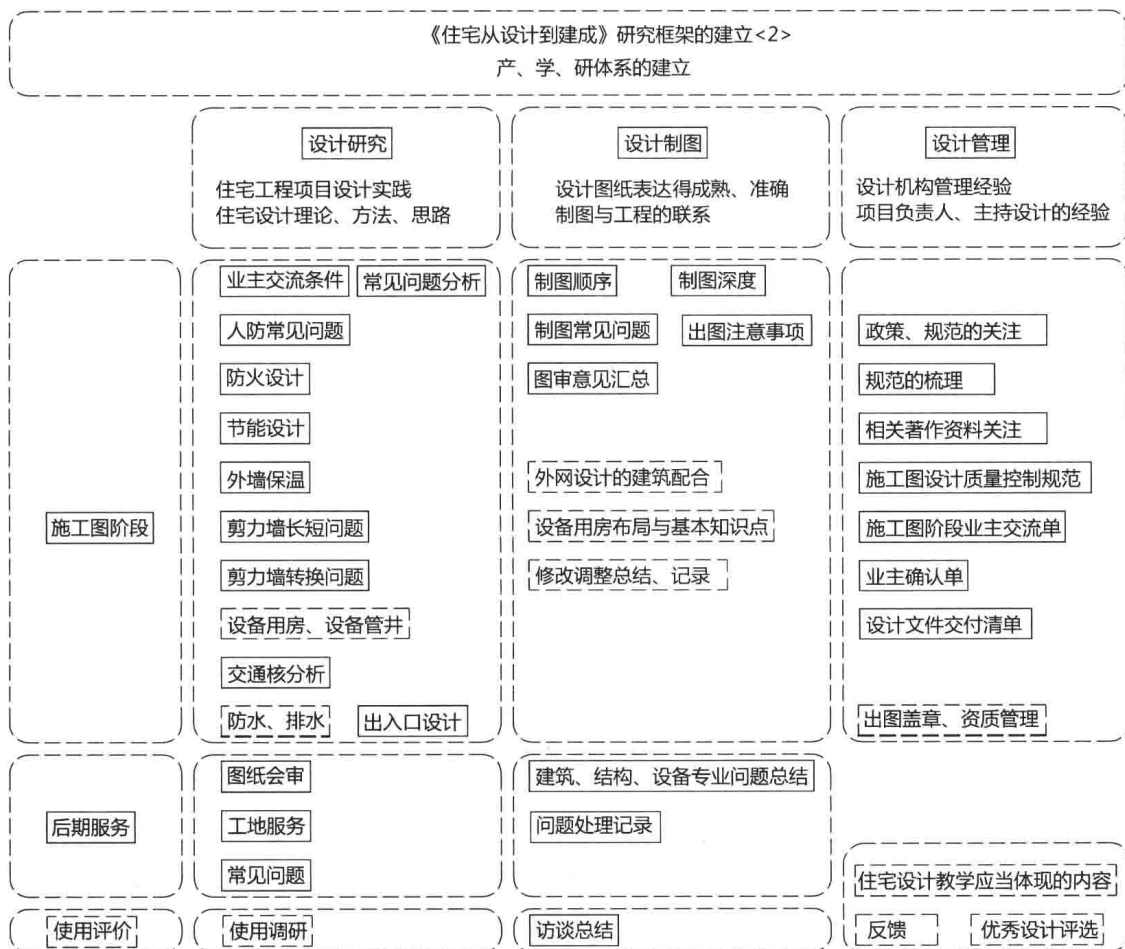 《住宅从设计到建成》研究框架的建立<2>
产、学、研体系的建立
设计研究
住宅工程项目设计实践
住宅设计理论、方法、思路
设计制图
设计图纸表达得成熟、准确
制图与工程的联系
设计管理
设计机构管理经验
项目负责人、主持设计的经验
施工图阶段
业主交流条件 常见问题分析
人防常见问题
防火设计
节能设计
外墙保温
剪力墙长短问题
剪力墙转换问题
设备用房、设备管井
交通核分析
防水、排水 出入口设计
制图顺序 制图深度
制图常见问题 出图注意事项
图审意见汇总
外网设计的建筑配合
设备用房布局与基本知识点
修改调整总结、记录
政策、规范的关注
规范的梳理
相关著作资料关注
施工图设计质量控制规范
施工图阶段业主交流单
业主确认单
设计文件交付清单
出图盖章、资质管理
后期服务
图纸会审
工地服务
常见问题
建筑、结构、设备专业问题总结
问题处理记录
住宅设计教学应当体现的内容
反馈 优秀设计评选
使用评价
使用调研
访谈总结